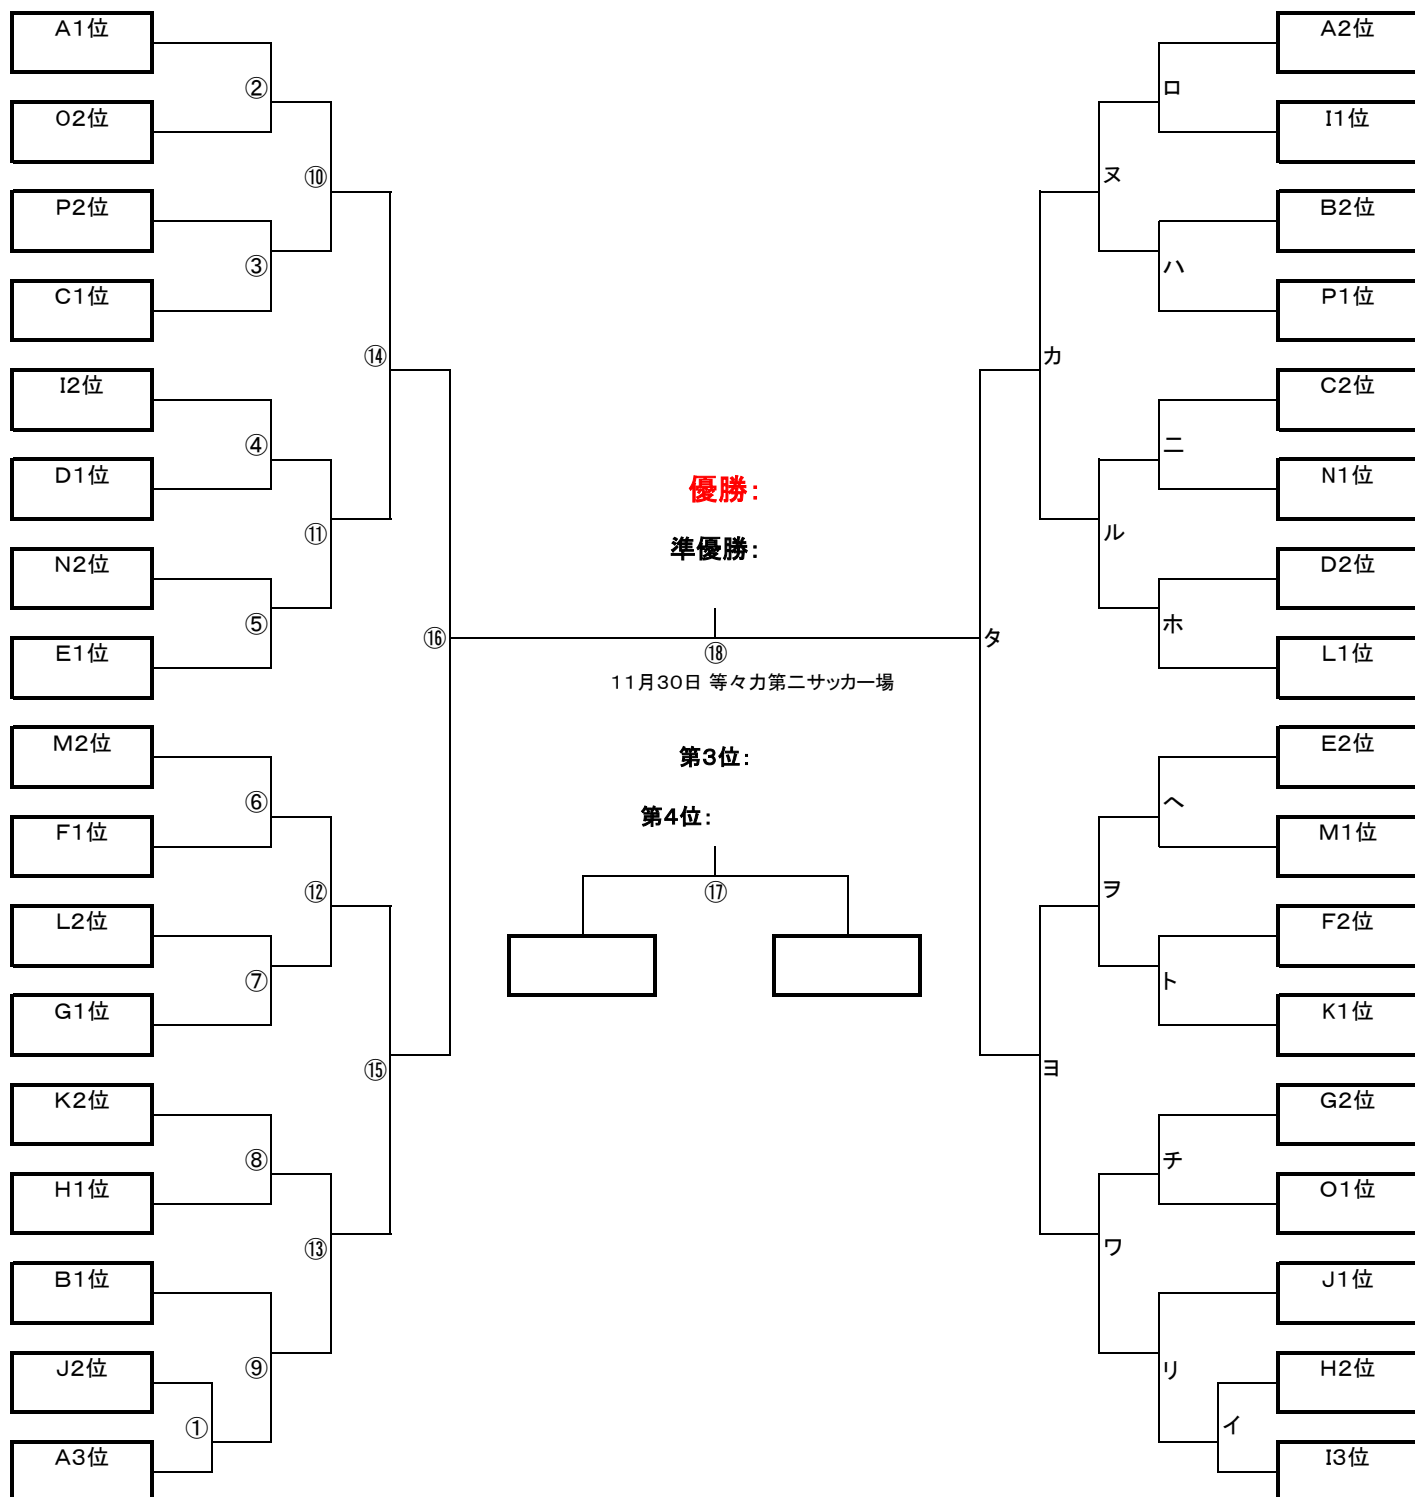 A1位
②
O2位
⑩
P2位
③
C1位
⑭
I2位
④
D1位
⑪
N2位
⑤
E1位
⑯
M2位
⑥
F1位
⑫
L2位
⑦
G1位
⑮
K2位
⑧
H1位
⑬
B1位
⑨
J2位
①
A3位
優勝：
準優勝：
⑱
11月30日 等々力第二サッカー場
第3位：
第4位：
⑰
A2位
ロ
I1位
ヌ
B2位
ハ
P1位
カ
C2位
ニ
N1位
ル
D2位
ホ
L1位
タ
E2位
ヘ
M1位
ヲ
F2位
ト
K1位
ヨ
G2位
チ
O1位
ワ
J1位
リ
H2位
イ
I3位